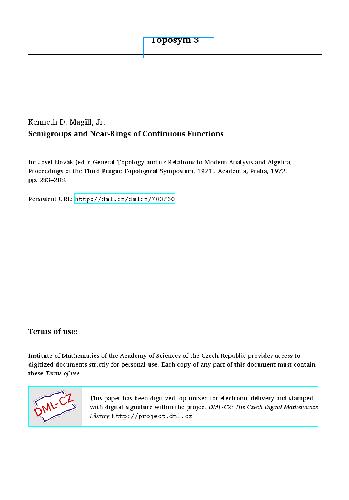 Toposym 3
Kenneth D. Magill, Jr.
Semigroups and Near-Rings of Continuous Functions
In: Josef Novák (ed.): General Topology and its Relations to Modern Analysis and Algebra,
Proceedings of the Third Prague Topological Symposium, 1971. Academia, Praha, 1972.
pp.
Persistent URL: http://dml.cz/dmlcz/
Terms of use:
Institute of Mathematics of the Academy of Sciences of the Czech Republic provides access to
digitized documents strictly for personal use. Each copy of any part of this document must contain
these Terms of use.
DML-CZ
This paper has been digitized, optimized for electronic delivery and stamped
with digital signature within the project DML-CZ: The Czech Digital Mathematics
Library http://project.dml.cz